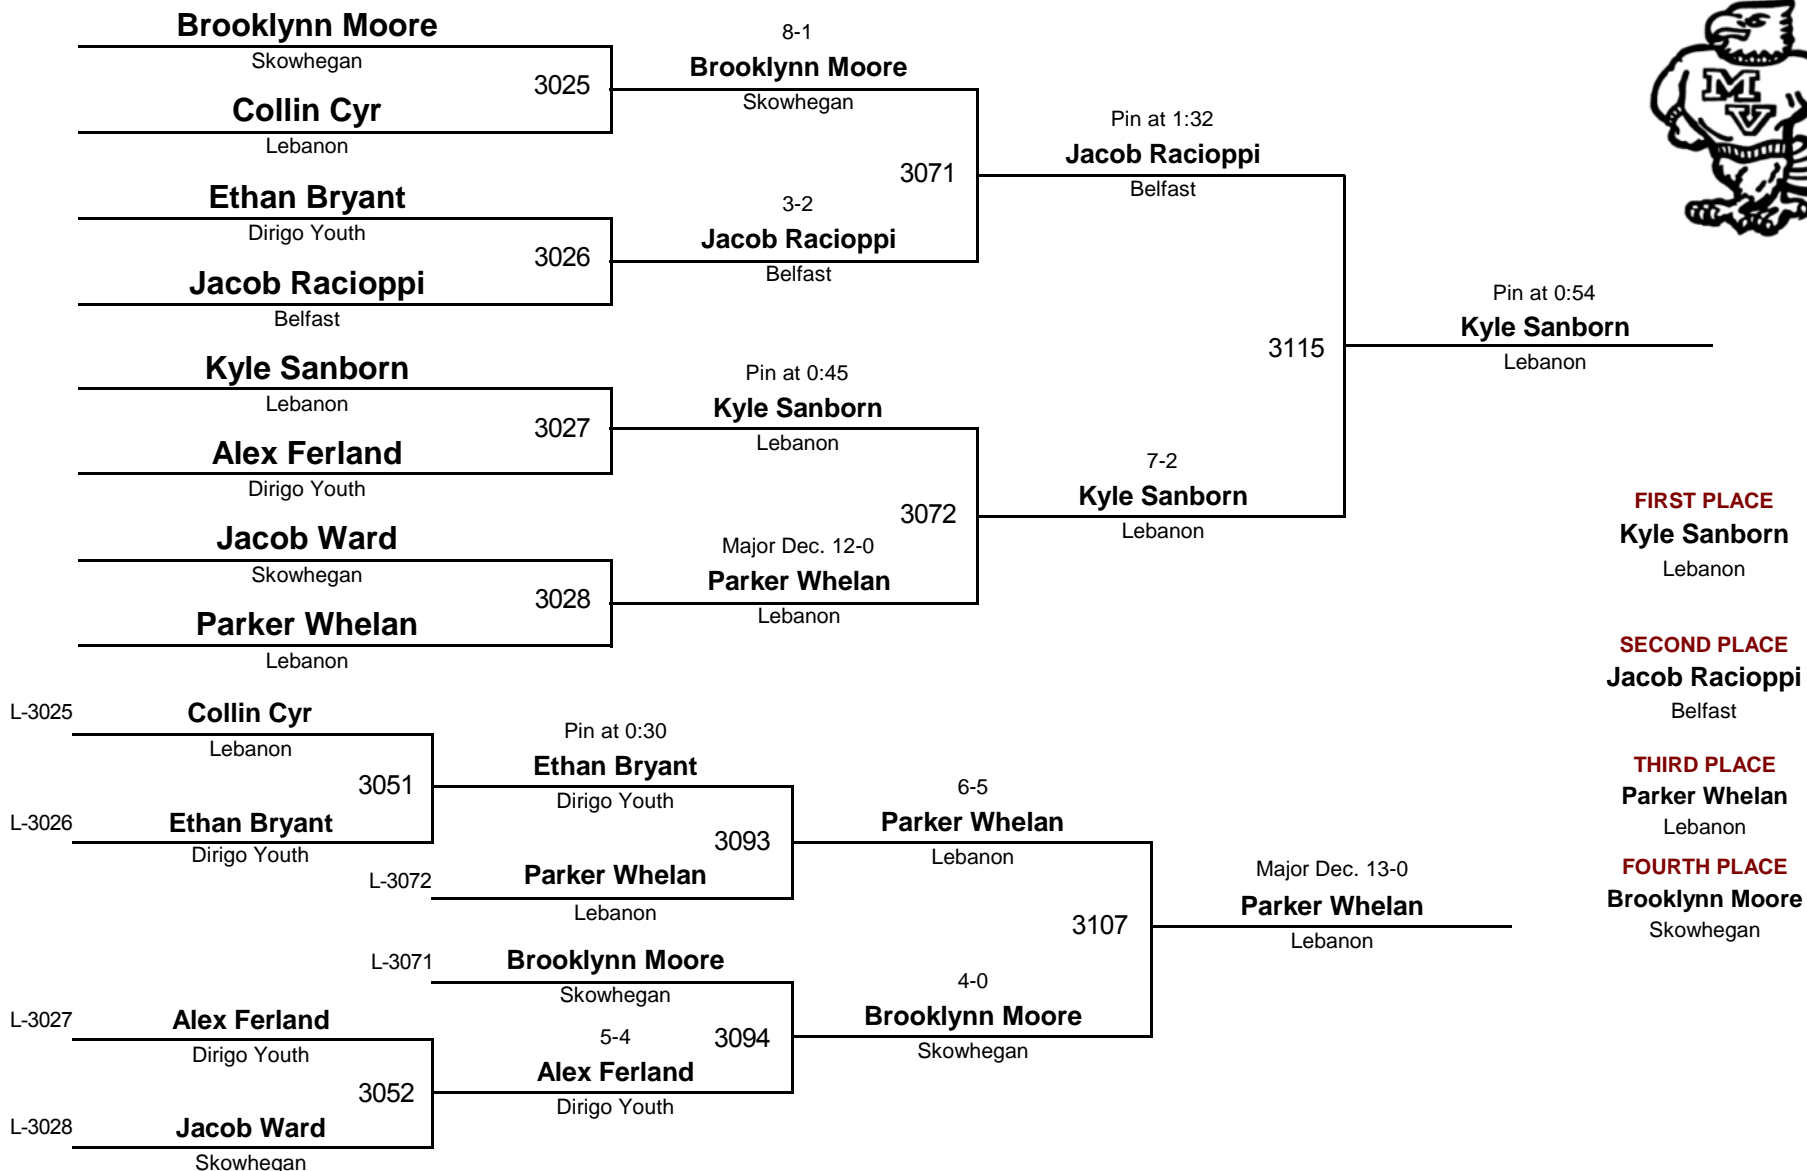 Brooklynn Moore
Skowhegan
3025
Collin Cyr
Lebanon
Ethan Bryant
Dirigo Youth
3026
Jacob Racioppi
Belfast
Kyle Sanborn
Lebanon
3027
Alex Ferland
Dirigo Youth
Jacob Ward
Skowhegan
3028
Parker Whelan
Lebanon
8-1
Brooklynn Moore
Skowhegan
3071
3-2
Jacob Racioppi
Belfast
Pin at 0:45
Kyle Sanborn
Lebanon
3072
Major Dec. 12-0
Parker Whelan
Lebanon
Pin at 1:32
Jacob Racioppi
Belfast
3115
7-2
Kyle Sanborn
Lebanon
Pin at 0:54
Kyle Sanborn
Lebanon
MV
FIRST PLACE
Kyle Sanborn
Lebanon
SECOND PLACE
Jacob Racioppi
Belfast
THIRD PLACE
Parker Whelan
Lebanon
FOURTH PLACE
Brooklynn Moore
Skowhegan
L-3025
Collin Cyr
Lebanon
3051
L-3026
Ethan Bryant
Dirigo Youth
Pin at 0:30
Ethan Bryant
Dirigo Youth
3093
L-3072
Parker Whelan
Lebanon
L-3071
Brooklynn Moore
Skowhegan
3094
5-4
Alex Ferland
Dirigo Youth
L-3027
Alex Ferland
Dirigo Youth
3052
L-3028
Jacob Ward
Skowhegan
6-5
Parker Whelan
Lebanon
3107
4-0
Brooklynn Moore
Skowhegan
Major Dec. 13-0
Parker Whelan
Lebanon